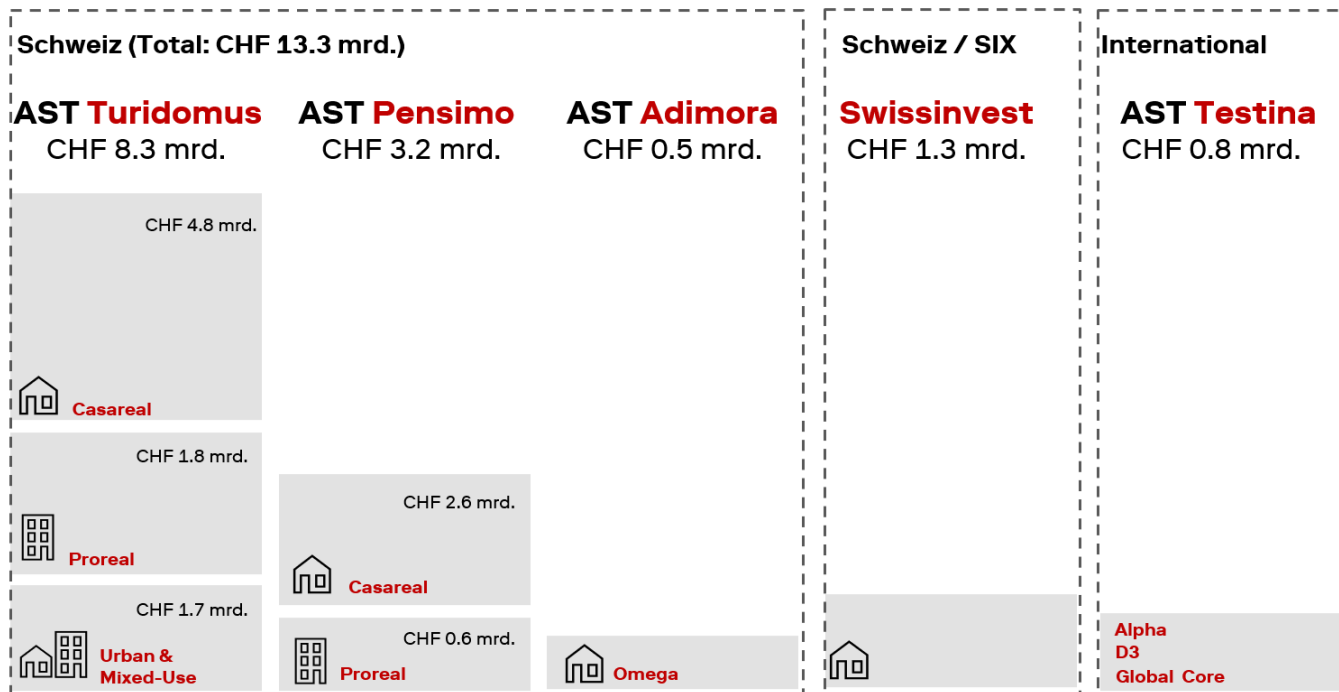 Schweiz (Total: CHF 13.3 mrd.)
AST Turidomus
CHF 8.3 mrd.
CHF 4.8 mrd.
Casareal
CHF 1.8 mrd.
Proreal
CHF 1.7 mrd.
Urban &
Mixed-Use
AST Pensimo
CHF 3.2 mrd.
CHF 2.6 mrd.
Casareal
CHF 0.6 mrd.
Proreal
AST Adimora
CHF 0.5 mrd.
Omega
Schweiz / SIX
Swissinvest
CHF 1.3 mrd.
International
AST Testina
CHF 0.8 mrd.
Alpha
D3
Global Core